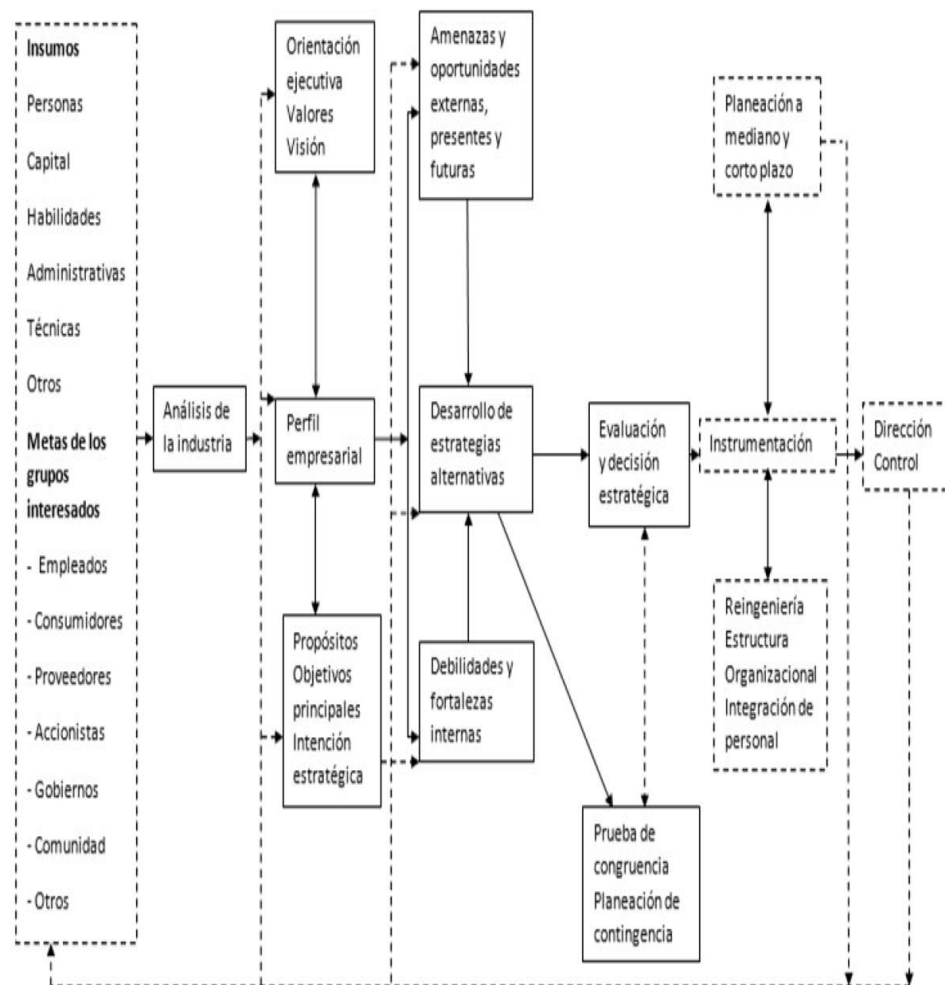 Insumos
Personas
Capital
Habilidades
Administrativas
Técnicas
Otros
Metas de los
grupos
interesados
- Empleados
- Consumidores
- Proveedores
- Accionistas
- Gobiernos
- Comunidad
- Otros
Análisis de
la industria
Orientación
ejecutiva
Valores
Visión
Perfil
empresarial
Propósitos
Objetivos
principales
Intención
estratégica
Amenazas y
oportunidades
externas,
presentes y
futuras
Desarrollo de
estrategias
alternativas
Debilidades y
fortalezas
internas
Evaluación
y decisión
estratégica
Prueba de
congruencia
Planeación de
contingencia
Planeación a
mediano y
corto plazo
Instrumentación
Reingeniería
Estructura
Organizacional
Integración de
personal
Dirección
Control